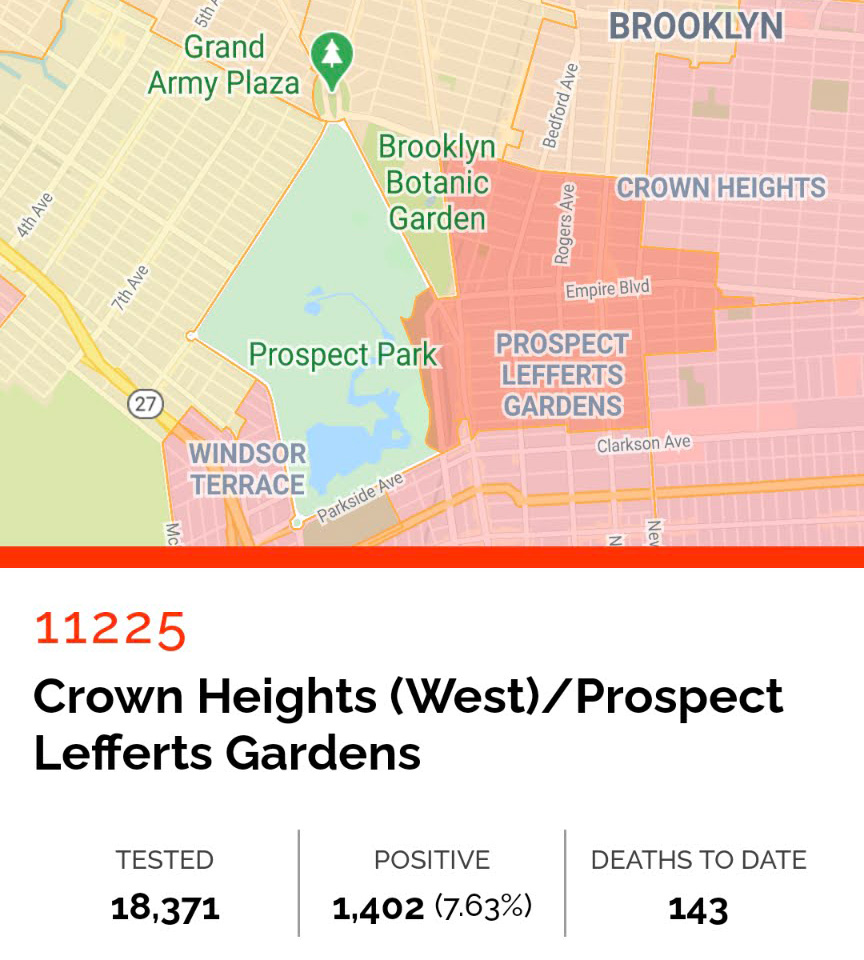 5th A
BROOKLYN
Grand
Army Plaza
Bedford Ave
Brooklyn
Botanic
Garden
CROWN HEIGHTS
4th Ave
Rogers Ave
7th Ave
Empire Blvd
Prospect Park
PROSPECT
LEFFERTS
GARDENS
27
Clarkson Ave
WINDSOR
TERRACE
Parkside Ave
Mc
N
Nev
11225
Crown Heights (West)/Prospect
Lefferts Gardens
TESTED
POSITIVE
DEATHS TO DATE
18,371
1,402 (7.63%)
143